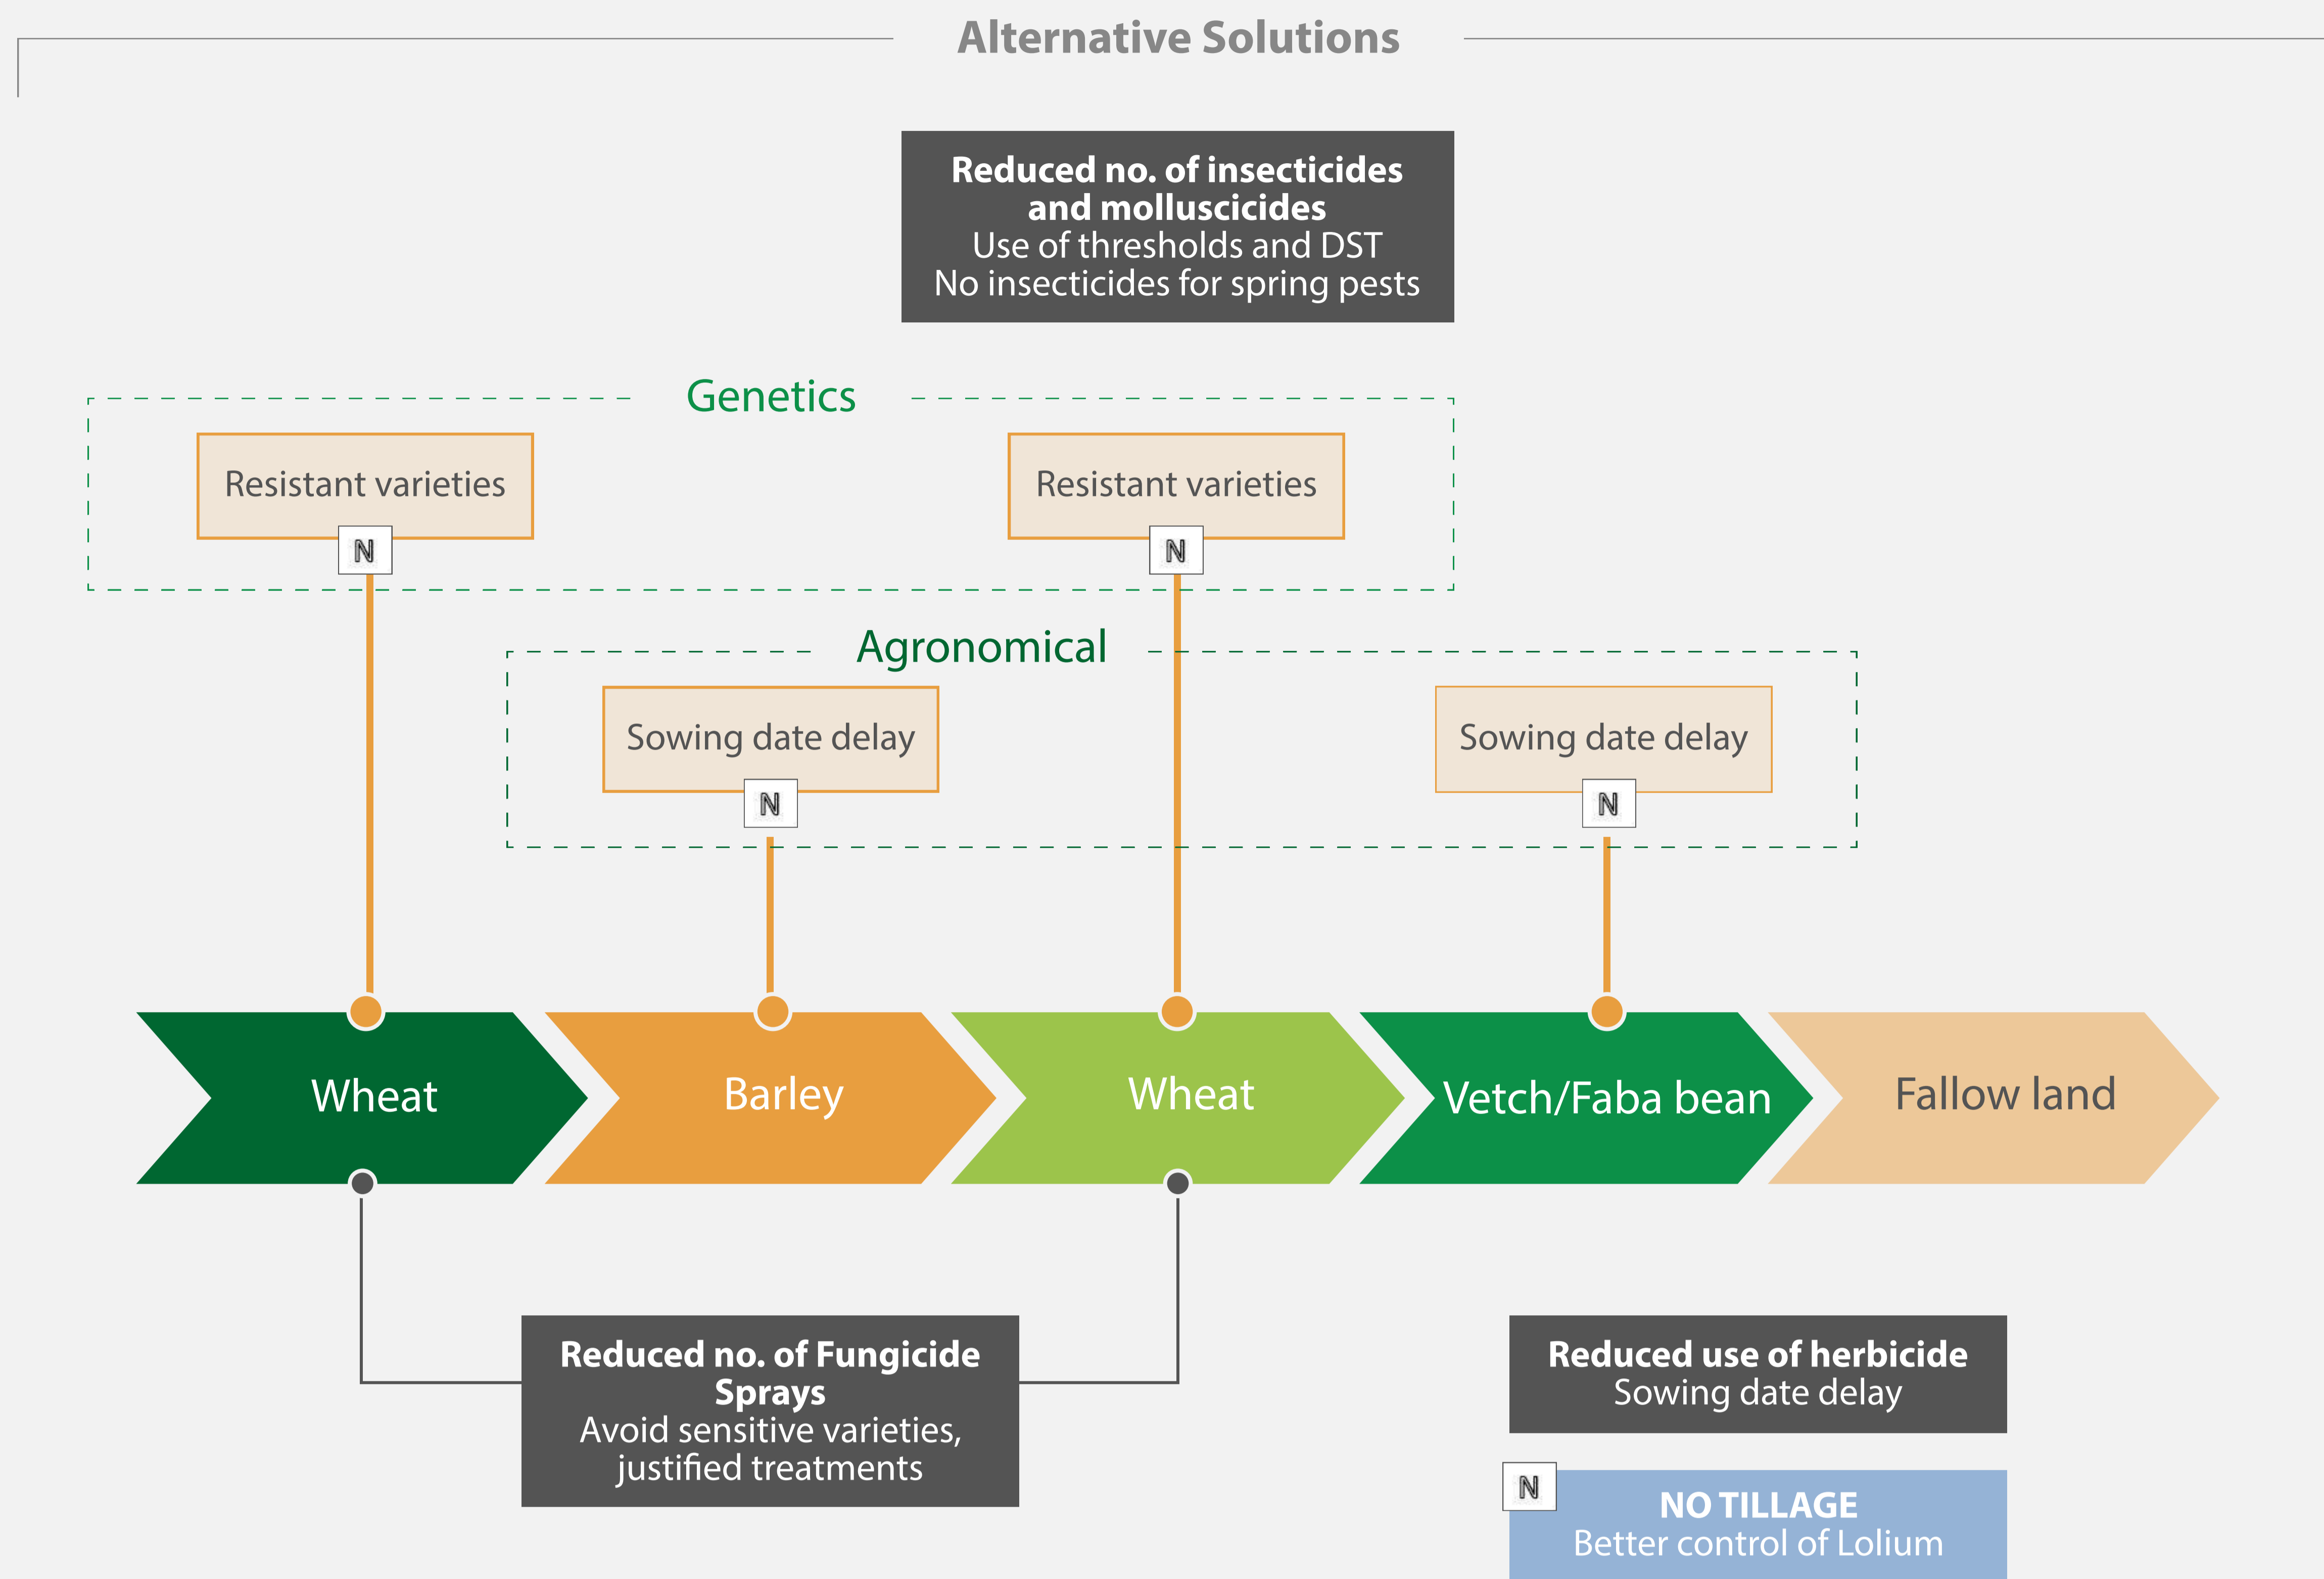 Alternative Solutions
Reduced no. of insecticides
and molluscicides
Use of thresholds and DST
No insecticides for spring pests
Genetics
Resistant varieties
N
Resistant varieties
N
Agronomical
Sowing date delay
N
Sowing date delay
N
Wheat
Barley
Wheat
Vetch/Faba bean
Fallow land
Reduced no. of Fungicide
Sprays
Avoid sensitive varieties,
justified treatments
Reduced use of herbicide
Sowing date delay
N
NO TILLAGE
Better control of Lolium